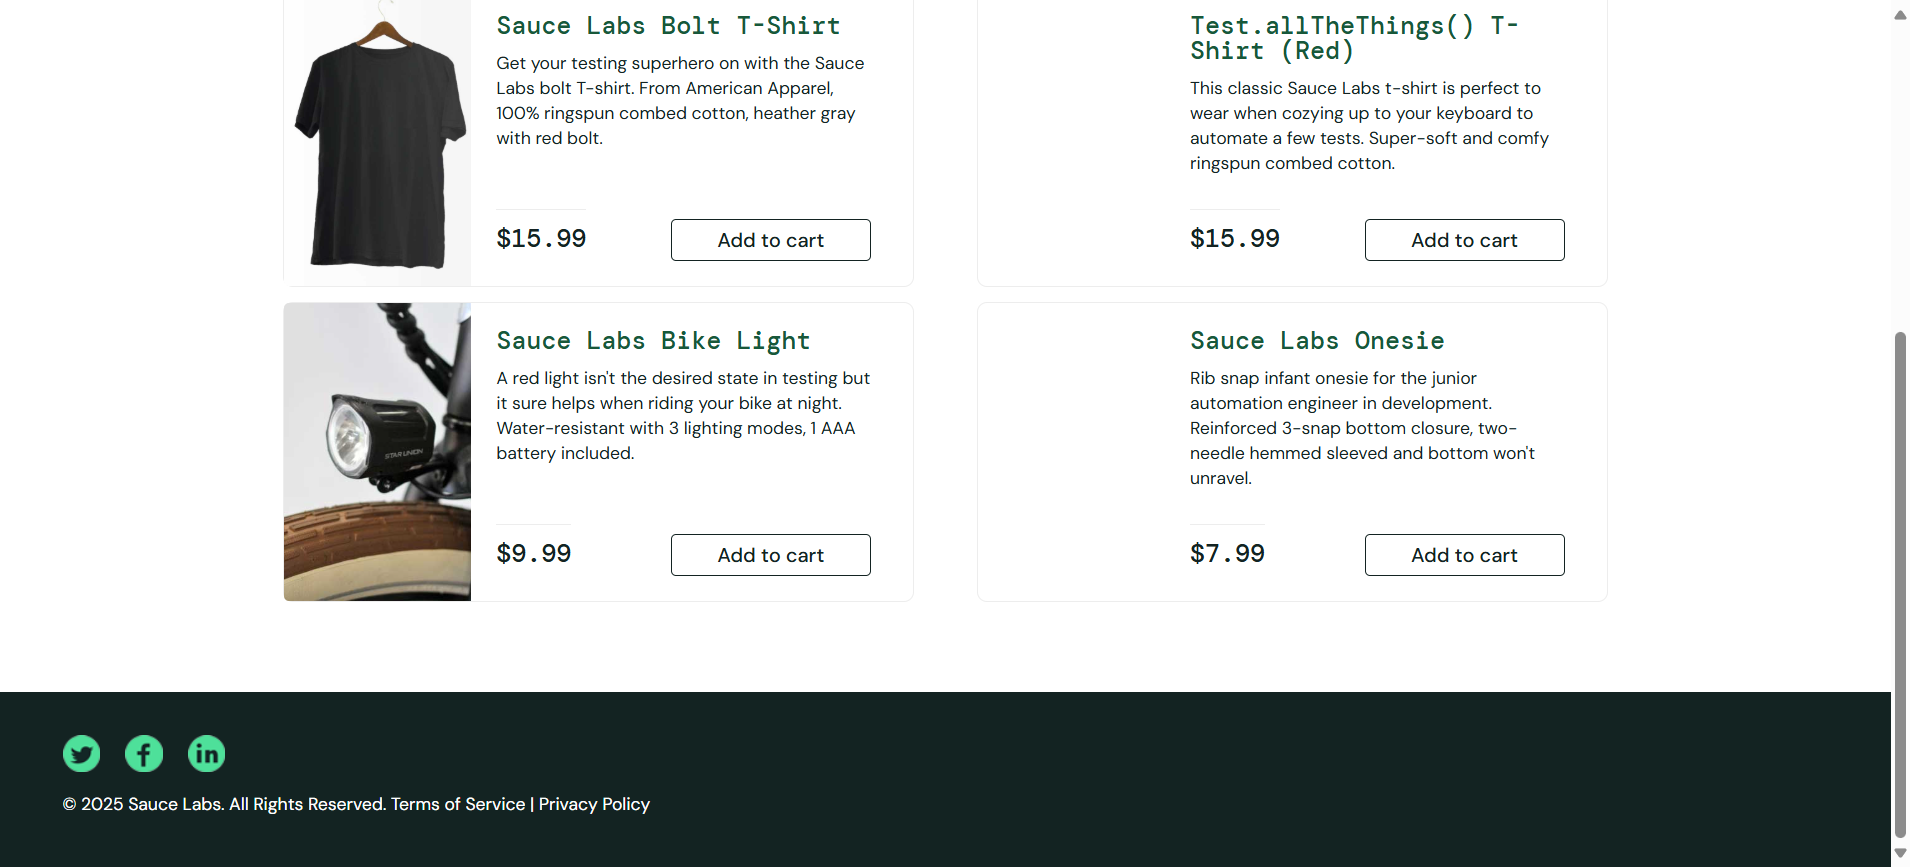 Sauce Labs Bolt T-Shirt
Get your testing superhero on with the Sauce
Labs bolt T-shirt. From American Apparel,
100% ringspun combed cotton, heather gray
with red bolt.
$15.99
Add to cart
Test.allTheThings() T-
Shirt (Red)
This classic Sauce Labs t-shirt is perfect to
wear when cozying up to your keyboard to
automate a few tests. Super-soft and comfy
ringspun combed cotton.
$15.99
Add to cart
STAR UNION
Sauce Labs Bike Light
A red light isn't the desired state in testing but
it sure helps when riding your bike at night.
Water-resistant with 3 lighting modes, 1 AAA
battery included.
$9.99
Add to cart
Sauce Labs Onesie
Rib snap infant onesie for the junior
automation engineer in development.
Reinforced 3-snap bottom closure, two-
needle hemmed sleeved and bottom won't
unravel.
$7.99
Add to cart
© 2025 Sauce Labs. All Rights Reserved. Terms of Service | Privacy Policy